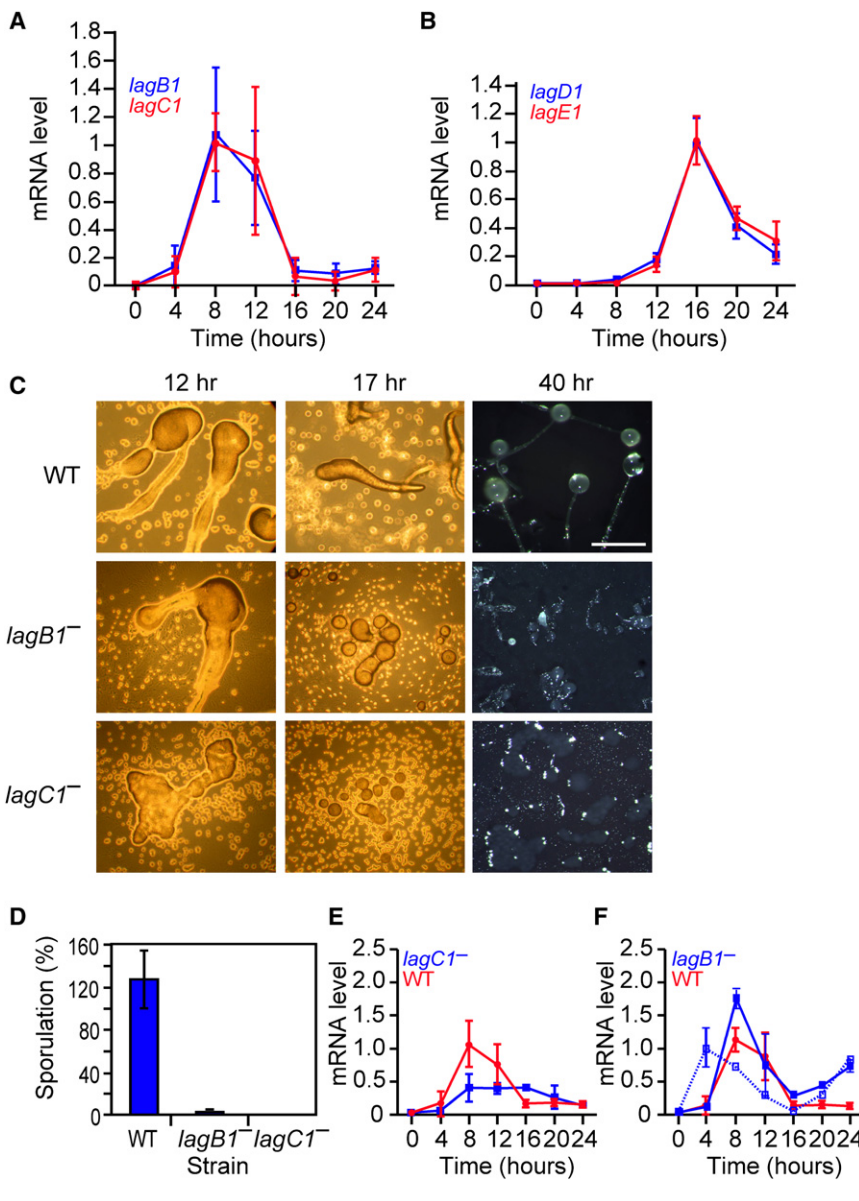 A
1.8
1.6
1.4
1.2
1
0.8
0.6
0.4
0.2
0
mRNA level
lagB1
lagC1
0 4 8 12 16 20 24
Time (hours)
B
1.4
1.2
1
0.8
0.6
0.4
0.2
0
mRNA level
lagD1
lagE1
0 4 8 12 16 20 24
Time (hours)
C
12 hr 17 hr 40 hr
WT
lagB1⁻
lagC1⁻
D
160
120
80
40
0
Sporulation (%)
WT lagB1⁻ lagC1⁻
Strain
E
2.5
2.0
1.5
1.0
0.5
0
mRNA level
lagC1⁻
WT
0 4 8 12 16 20 24
Time (hours)
F
2.5
2.0
1.5
1.0
0.5
0
mRNA level
lagB1⁻
WT
0 4 8 12 16 20 24
Time (hours)